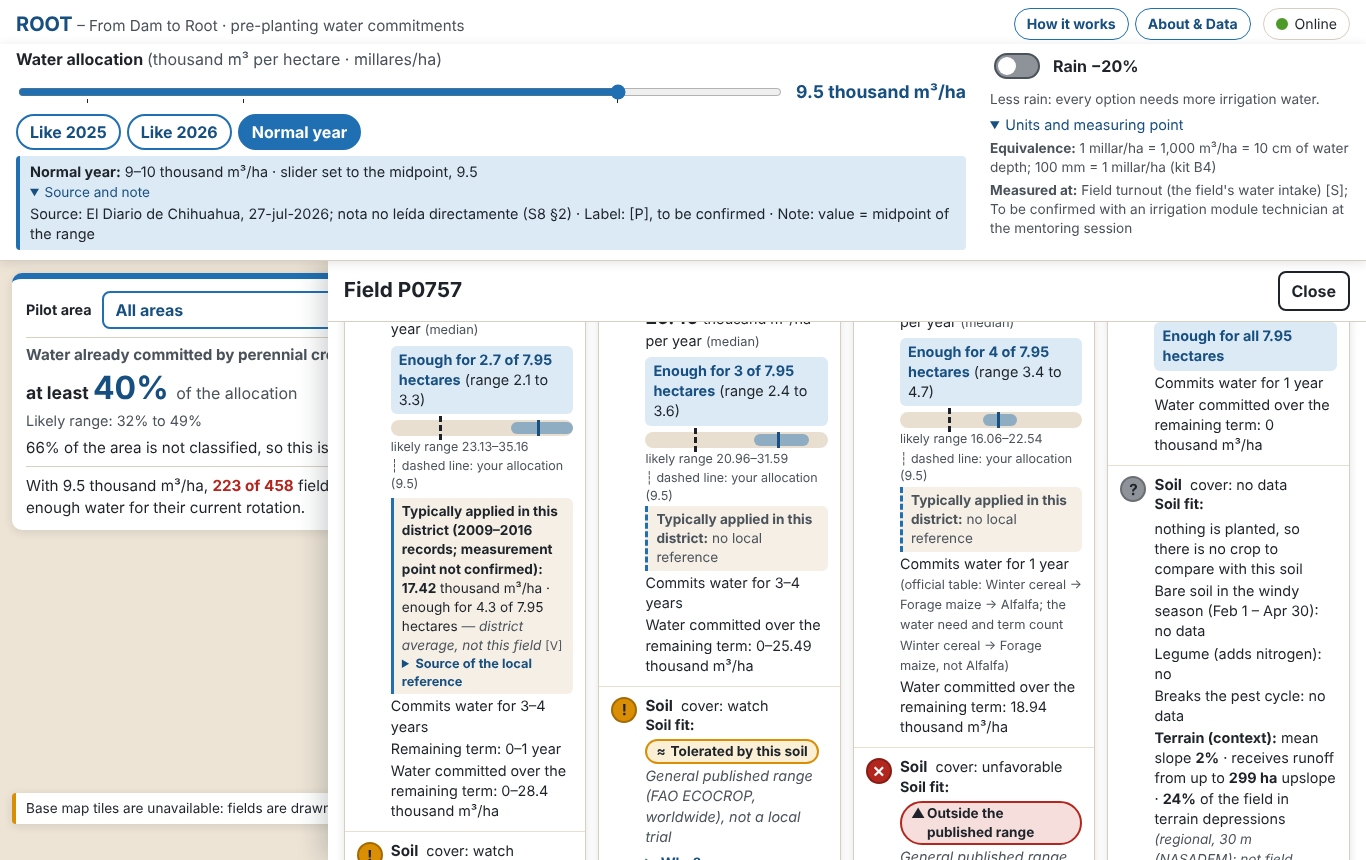 ROOT – From Dam to Root · pre-planting water commitments
How it works
About & Data
Online
Water allocation (thousand m³ per hectare · millares/ha)
9.5 thousand m³/ha
Like 2025
Like 2026
Normal year
Normal year: 9–10 thousand m³/ha · slider set to the midpoint, 9.5
▼ Source and note
Source: El Diario de Chihuahua, 27-jul-2026; nota no leída directamente (S8 §2) · Label: [P], to be confirmed · Note: value = midpoint of
the range
Rain −20%
Less rain: every option needs more irrigation water.
▼ Units and measuring point
Equivalence: 1 millar/ha = 1,000 m³/ha = 10 cm of water
depth; 100 mm = 1 millar/ha (kit B4)
Measured at: Field turnout (the field's water intake) [S];
To be confirmed with an irrigation module technician at
the mentoring session
Pilot area
All areas
Water already committed by perennial
at least 40% of the allocation
Likely range: 32% to 49%
66% of the area is not classified, so this is
With 9.5 thousand m³/ha, 223 of 458
enough water for their current rotation.
Base map tiles are unavailable: fields are
Field P0757
Close
year (median)
Enough for 2.7 of 7.95
hectares (range 2.1 to
3.3)
likely range 23.13–35.16
┆ dashed line: your allocation
(9.5)
Typically applied in this
district (2009–2016
records; measurement
point not confirmed):
17.42 thousand m³/ha ·
enough for 4.3 of 7.95
hectares — district
average, not this field [V]
▶ Source of the local
reference
Commits water for 3–4
years
Remaining term: 0–1 year
Water committed over the
remaining term: 0–28.4
thousand m³/ha
! Soil cover: watch
per year (median)
Enough for 3 of 7.95
hectares (range 2.4 to
3.6)
likely range 20.96–31.59
┆ dashed line: your allocation
(9.5)
Typically applied in this
district: no local
reference
Commits water for 3–4
years
Water committed over the
remaining term: 0–25.49
thousand m³/ha
! Soil cover: watch
Soil fit:
≈ Tolerated by this soil
General published range
(FAO ECOCROP,
worldwide), not a local
trial
per year (median)
Enough for 4 of 7.95
hectares (range 3.4 to
4.7)
likely range 16.06–22.54
┆ dashed line: your allocation
(9.5)
Typically applied in this
district: no local
reference
Commits water for 1 year
(official table: Winter cereal →
Forage maize → Alfalfa; the
water need and term count
Winter cereal → Forage
maize, not Alfalfa)
Water committed over the
remaining term: 18.94
thousand m³/ha
✕ Soil cover: unfavorable
Soil fit:
▲ Outside the
published range
General published range
Enough for all 7.95
hectares
Commits water for 1 year
Water committed over the
remaining term: 0
thousand m³/ha
? Soil cover: no data
Soil fit:
nothing is planted, so
there is no crop to
compare with this soil
Bare soil in the windy
season (Feb 1 – Apr 30):
no data
Legume (adds nitrogen):
no
Breaks the pest cycle: no
data
Terrain (context): mean
slope 2% · receives runoff
from up to 299 ha upslope
· 24% of the field in
terrain depressions
(regional, 30 m
(NASADEM); not field